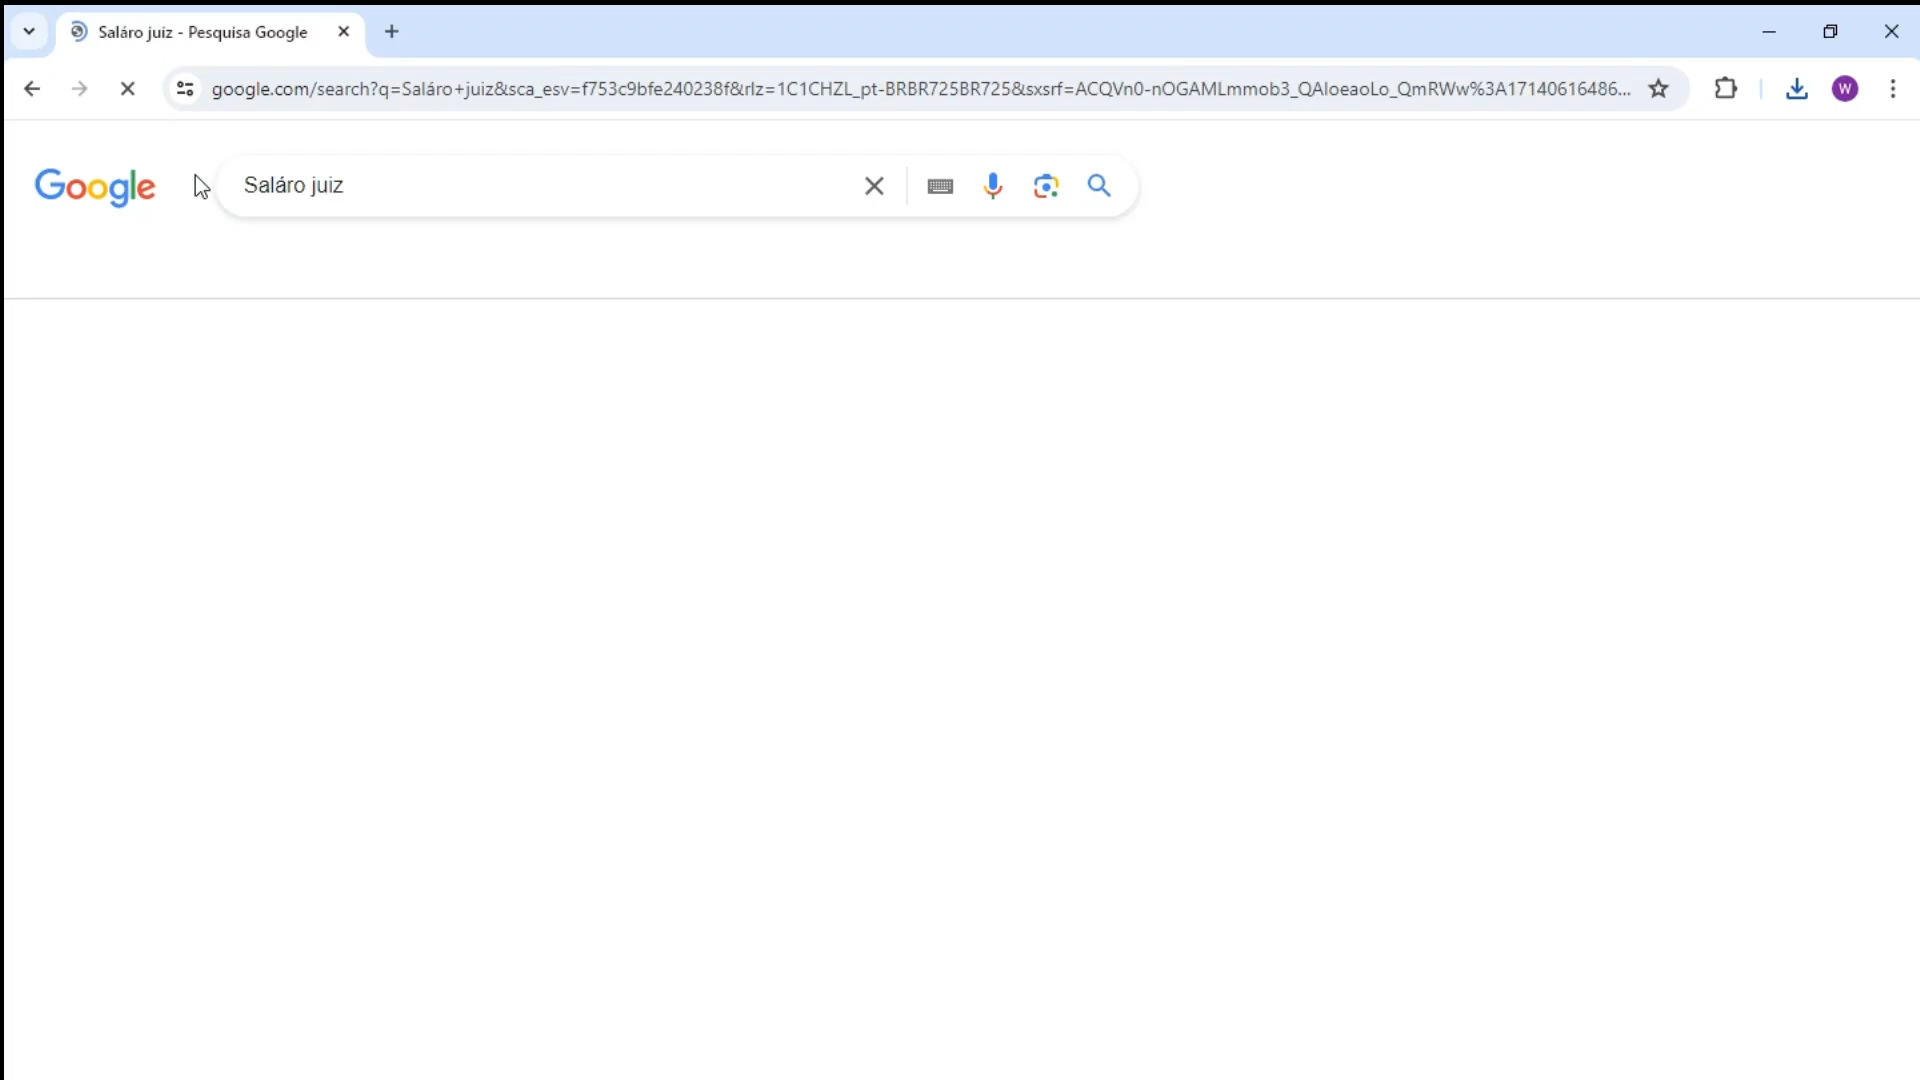 Saláro juiz - Pesquisa Google
google.com/search?q=Saláro+juiz&sca_esv=f753c9bfe240238f&rlz=1C1CHZL_pt-BRBR725BR725&sxsrf=ACQVn0-nOGAMLmmob3_QAIoeaoLo_QmRWw%3A17140616486...
W
Google
Saláro juiz